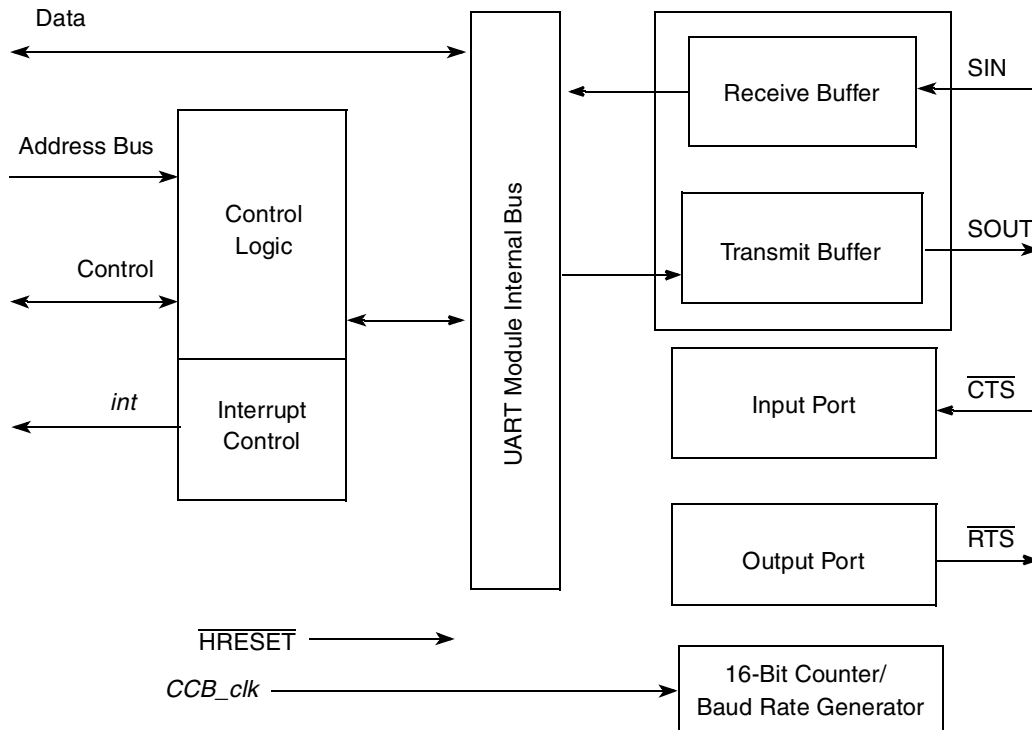 Data
Address Bus
Control
Logic
Control
int
Interrupt
Control
UART Module Internal Bus
Receive Buffer
SIN
Transmit Buffer
SOUT
Input Port
CTS
Output Port
RTS
HRESET
CCB_clk
16-Bit Counter/
Baud Rate Generator